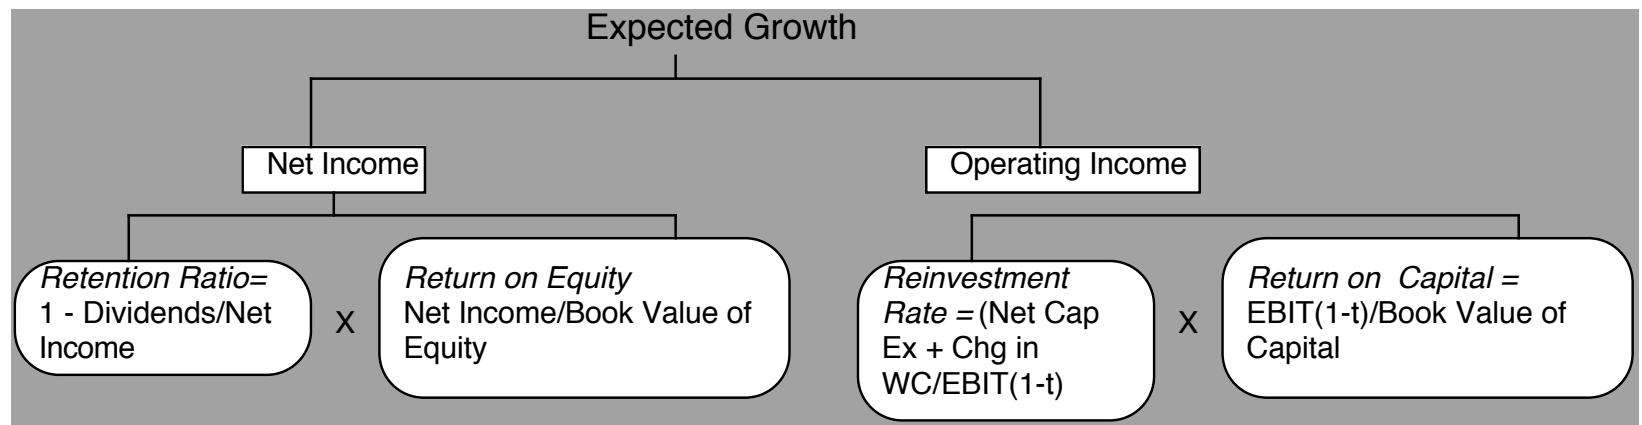 Expected Growth
Net Income
Operating Income
Retention Ratio=
1 - Dividends/Net
Income
X
Return on Equity
Net Income/Book Value of
Equity
Reinvestment
Rate = (Net Cap
Ex + Chg in
WC/EBIT(1-t)
X
Return on Capital =
EBIT(1-t)/Book Value of
Capital